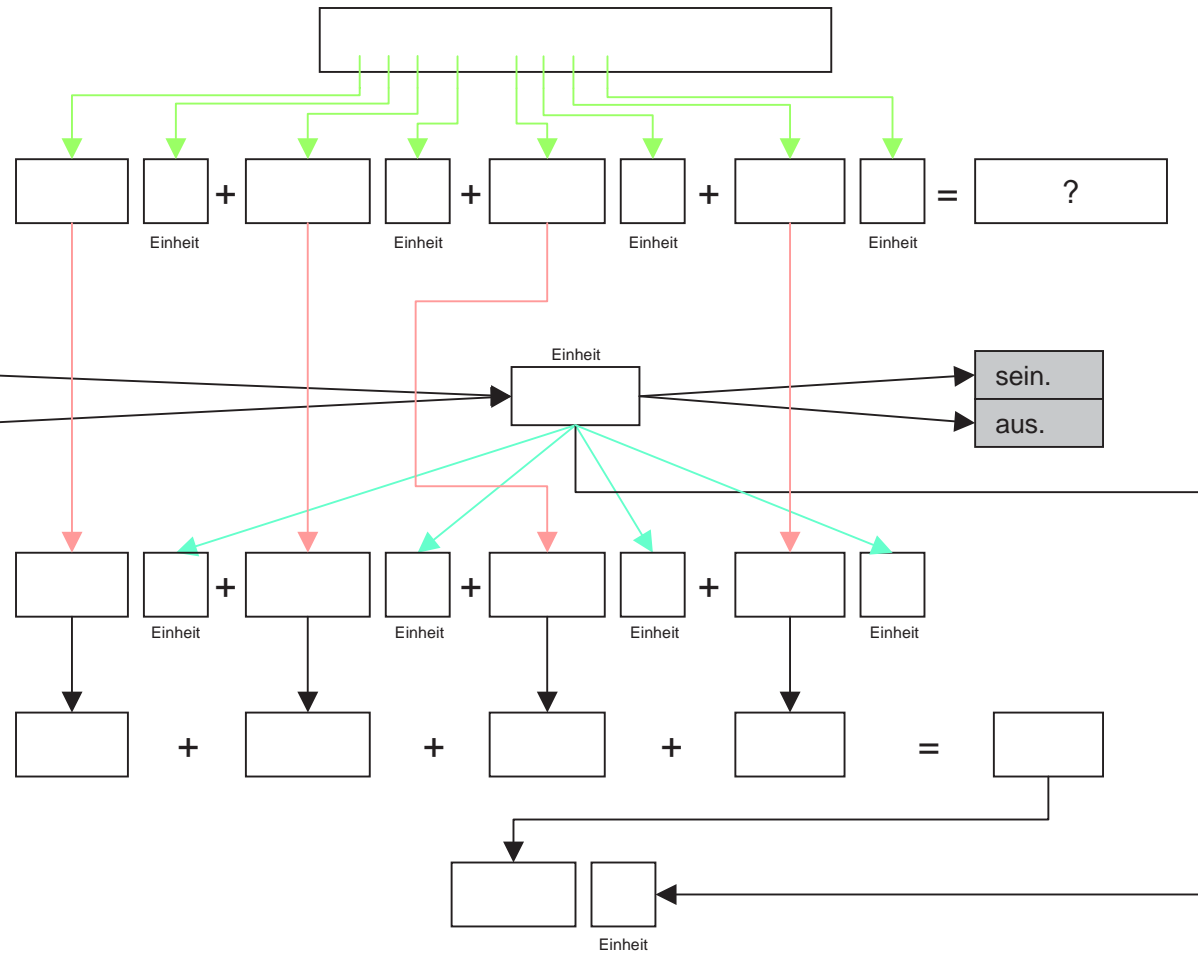 + + + = ?
Einheit Einheit Einheit Einheit
Einheit
sein.
aus.
+ + +
Einheit Einheit Einheit Einheit
+ + + =
Einheit